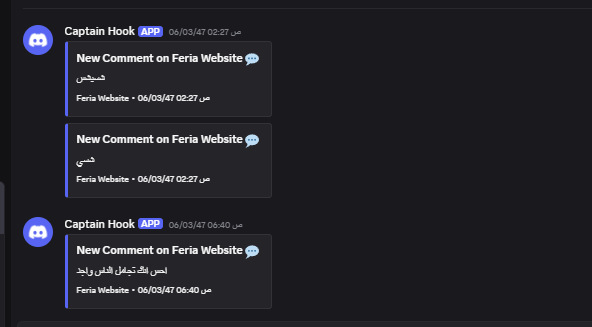 Captain Hook APP 06/03/47 02:27 ص
New Comment on Feria Website
شسيشص
Feria Website • 06/03/47 02:27 ص
New Comment on Feria Website
شسي
Feria Website • 06/03/47 02:27 ص
Captain Hook APP 06/03/47 06:40 ص
New Comment on Feria Website
احس انك تجامل الناس واجد
Feria Website • 06/03/47 06:40 ص